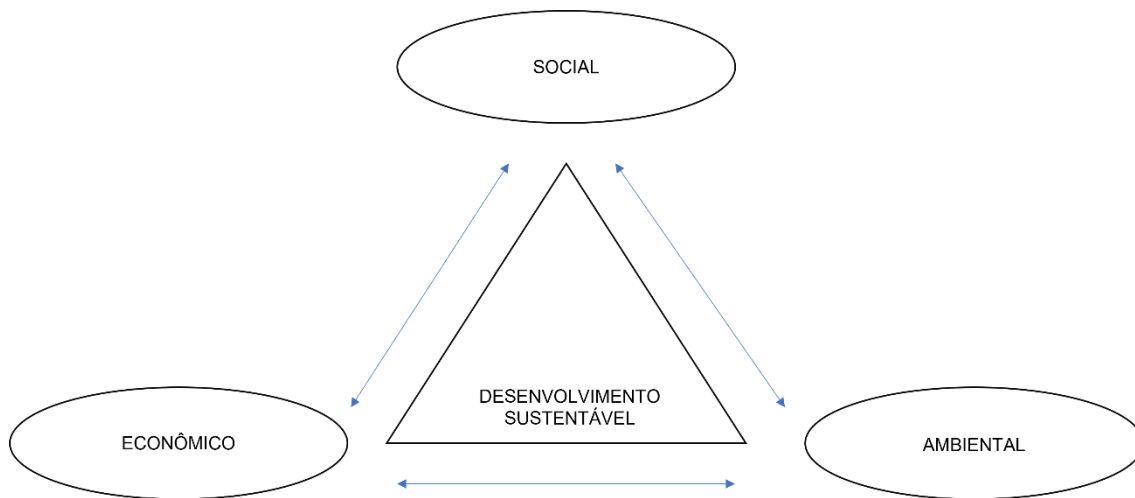 SOCIAL
DESENVOLVIMENTO
SUSTENTÁVEL
ECONÔMICO
AMBIENTAL